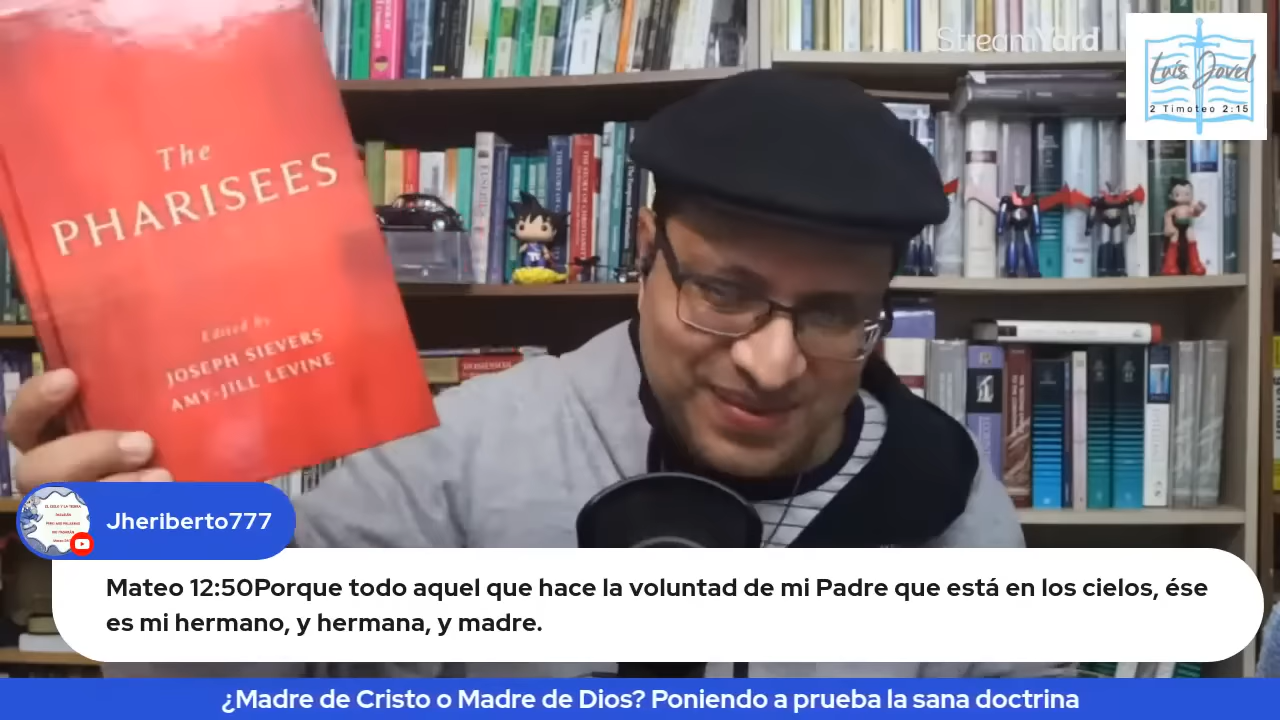 StreamYard
Luis Jovel
2 Timoteo 2:15
The
PHARISEES
Edited by
JOSEPH SIEVERS
AMY-JILL LEVINE
Jheriberto777
Mateo 12:50Porque todo aquel que hace la voluntad de mi Padre que está en los cielos, ése
es mi hermano, y hermana, y madre.
¿Madre de Cristo o Madre de Dios? Poniendo a prueba la sana doctrina